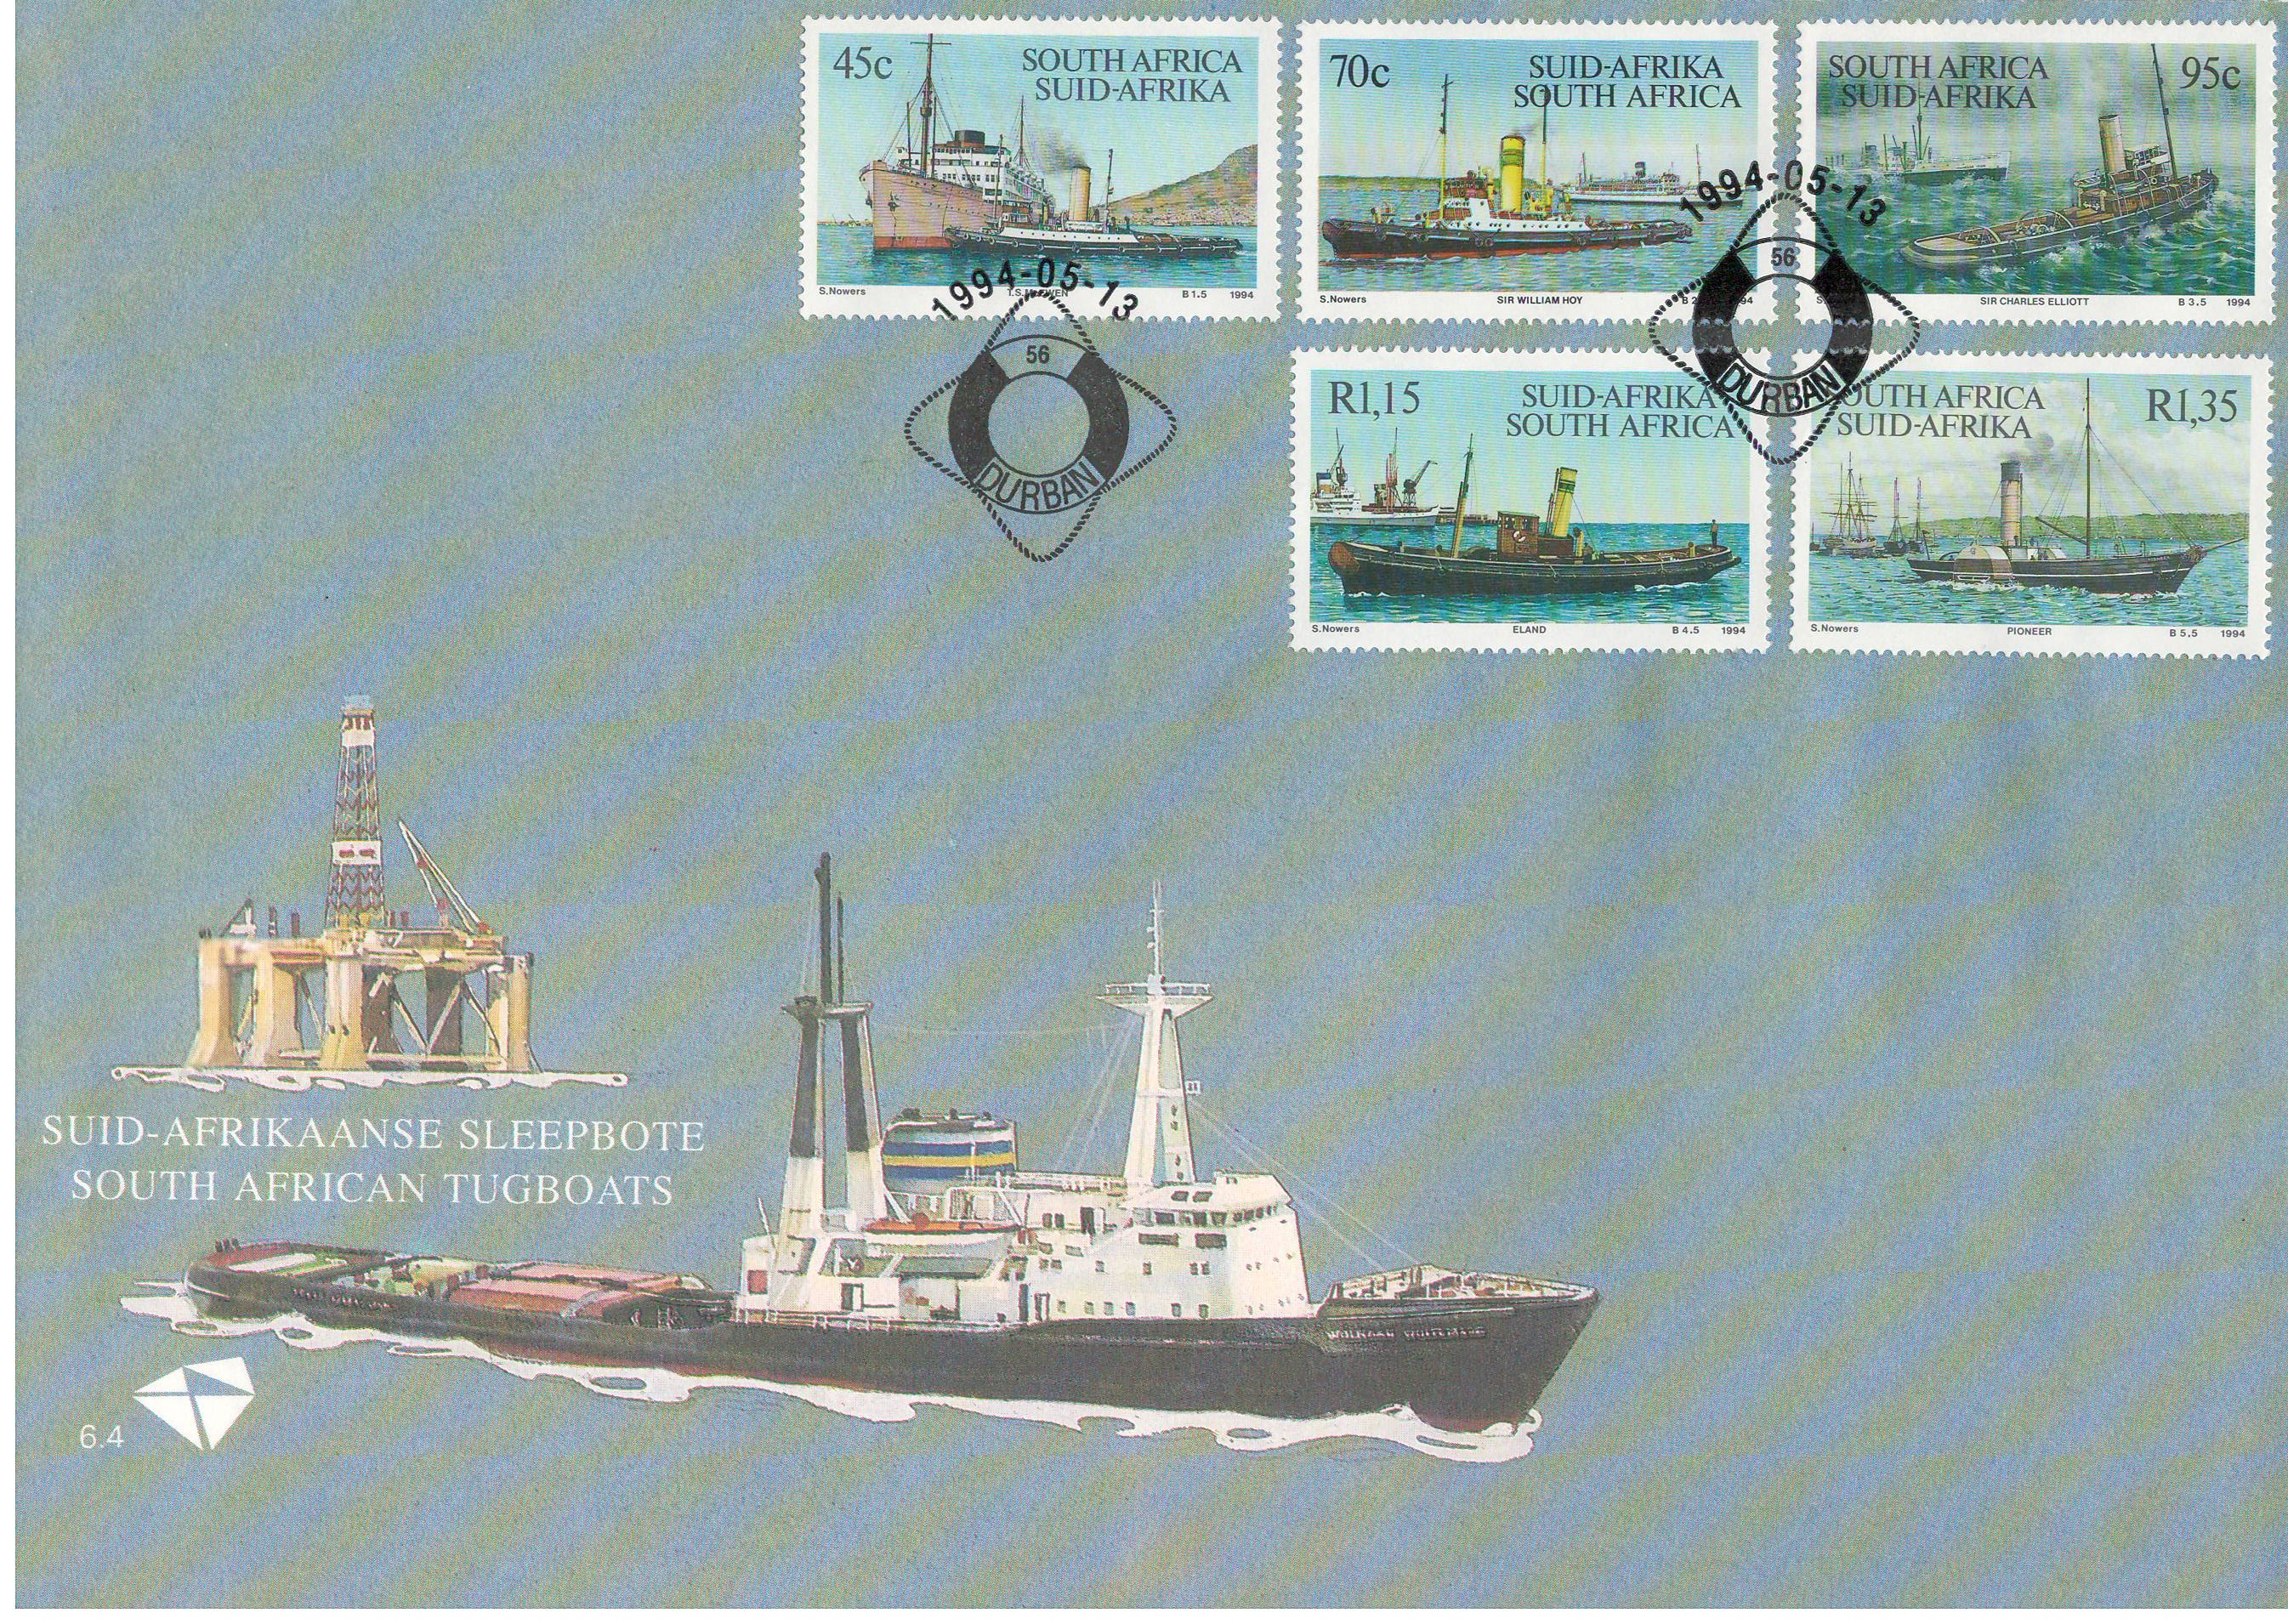 45c
SOUTH AFRICA
SUID-AFRIKA
S.Nowers
B 1.5 1994
70c
SUID-AFRIKA
SOUTH AFRICA
S.Nowers SIR WILLIAM HOY
SOUTH AFRICA
SUID-AFRIKA
95c
SIR CHARLES ELLIOTT B 3.5 1994
1994-05-13
56
DURBAN
1994-05-13
56
DURBAN
R1,15
SUID-AFRIKA
SOUTH AFRICA
S.Nowers ELAND B 4.5 1994
SOUTH AFRICA
SUID-AFRIKA
R1,35
S.Nowers PIONEER B 5.5 1994
SUID-AFRIKAANSE SLEEPBOTE
SOUTH AFRICAN TUGBOATS
6.4